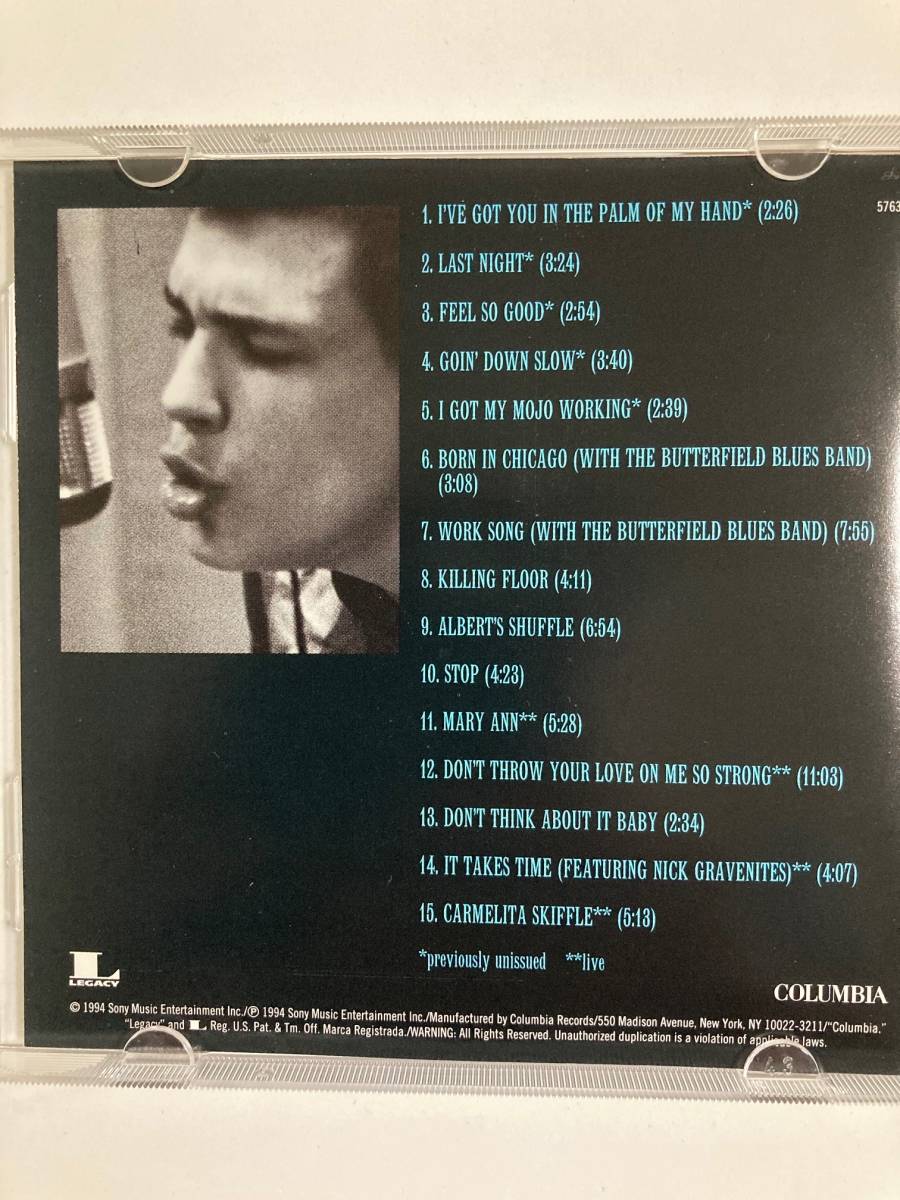 1. I'VE GOT YOU IN THE PALM OF MY HAND* (2:26)
5763
2. LAST NIGHT* (3:24)
3. FEEL SO GOOD* (2:54)
4. GOIN' DOWN SLOW* (3:40)
5. I GOT MY MOJO WORKING* (2:39)
6. BORN IN CHICAGO (WITH THE BUTTERFIELD BLUES BAND)
(3:08)
7. WORK SONG (WITH THE BUTTERFIELD BLUES BAND) (7:55)
8. KILLING FLOOR (4:11)
9. ALBERT'S SHUFFLE (6:54)
10. STOP (4:23)
11. MARY ANN** (5:28)
12. DON'T THROW YOUR LOVE ON ME SO STRONG** (11:03)
13. DON'T THINK ABOUT IT BABY (2:34)
14. IT TAKES TIME (FEATURING NICK GRAVENITES)** (4:07)
15. CARMELITA SKIFFLE** (5:13)
*previously unissued **live
L
LEGACY
COLUMBIA
© 1994 Sony Music Entertainment Inc./℗ 1994 Sony Music Entertainment Inc./Manufactured by Columbia Records/550 Madison Avenue, New York, NY 10022-3211/"Columbia."
"Legacy" and L Reg. U.S. Pat. & Tm. Off. Marca Registrada./WARNING: All Rights Reserved. Unauthorized duplication is a violation of applicable laws.